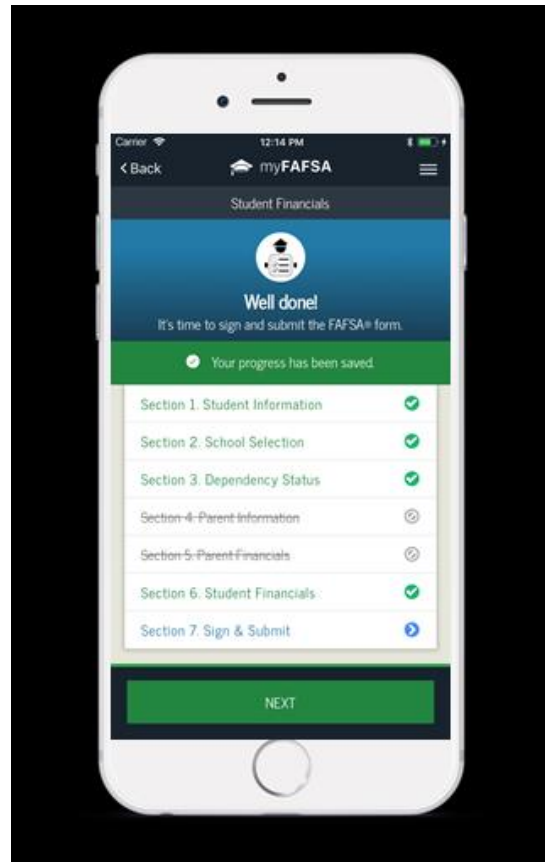 Carrier 12:14 PM
< Back myFAFSA
Student Financials
Well done!
It's time to sign and submit the FAFSA® form.
Your progress has been saved.
Section 1. Student Information
Section 2. School Selection
Section 3. Dependency Status
Section 4. Parent Information
Section 5. Parent Financials
Section 6. Student Financials
Section 7. Sign & Submit
NEXT